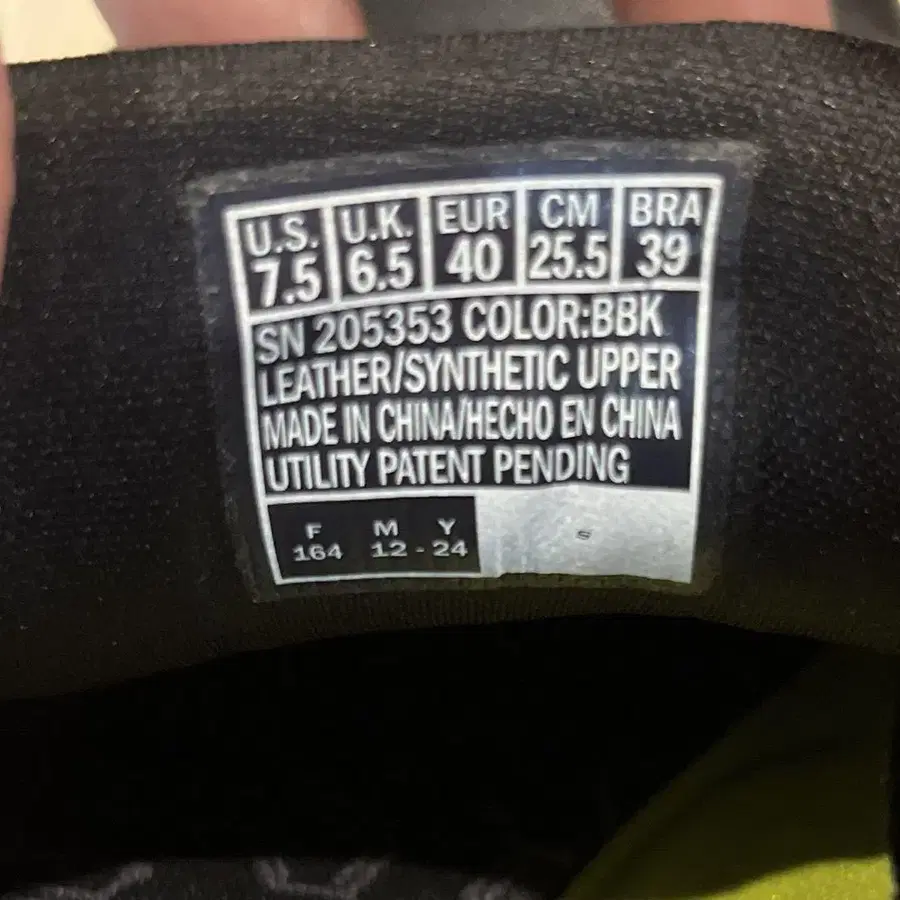 U.S. U.K. EUR CM BRA
7.5 6.5 40 25.5 39
SN 205353 COLOR:BBK
LEATHER/SYNTHETIC UPPER
MADE IN CHINA/HECHO EN CHINA
UTILITY PATENT PENDING
F M Y
164 12 - 24
S